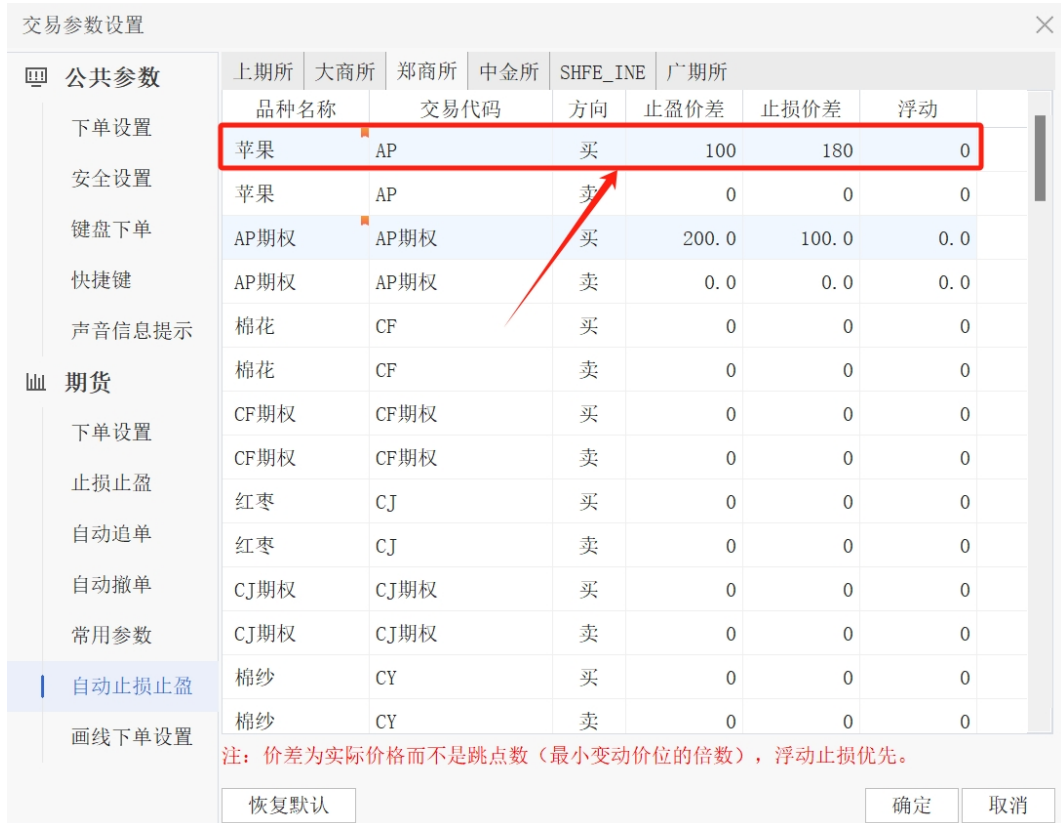 交易参数设置
公共参数
下单设置
安全设置
键盘下单
快捷键
声音信息提示
期货
下单设置
止损止盈
自动追单
自动撤单
常用参数
自动止损止盈
画线下单设置
上期所 大商所 郑商所 中金所 SHFE_INE 广期所
品种名称 交易代码 方向 止盈价差 止损价差 浮动
苹果 AP 买 100 180 0
苹果 AP 卖 0 0 0
AP期权 AP期权 买 200.0 100.0 0.0
AP期权 AP期权 卖 0.0 0.0 0.0
棉花 CF 买 0 0 0
棉花 CF 卖 0 0 0
CF期权 CF期权 买 0 0 0
CF期权 CF期权 卖 0 0 0
红枣 CJ 买 0 0 0
红枣 CJ 卖 0 0 0
CJ期权 CJ期权 买 0 0 0
CJ期权 CJ期权 卖 0 0 0
棉纱 CY 买 0 0 0
棉纱 CY 卖 0 0 0
注：价差为实际价格而不是跳点数（最小变动价位的倍数），浮动止损优先。
恢复默认 确定 取消